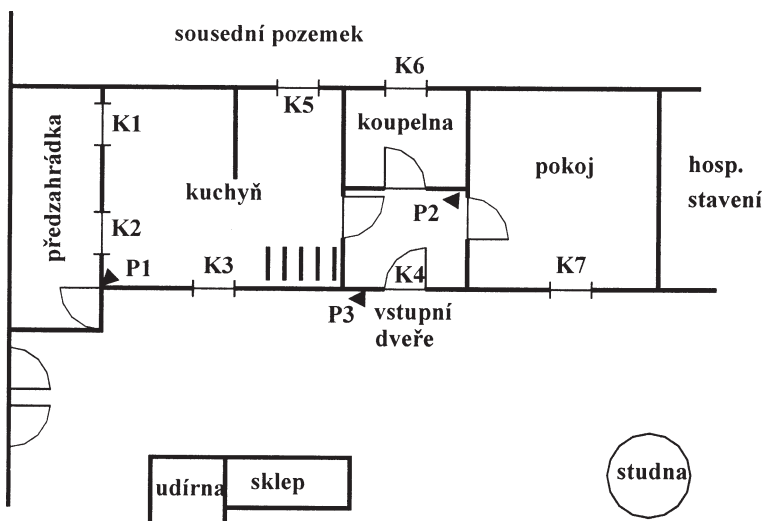 sousední pozemek
K6
K5
K1
koupelna
předzahrádka
pokoj
hosp.
stavení
kuchyň
P2
K2
P1
K3
K4
K7
P3
vstupní
dveře
udírna
sklep
studna